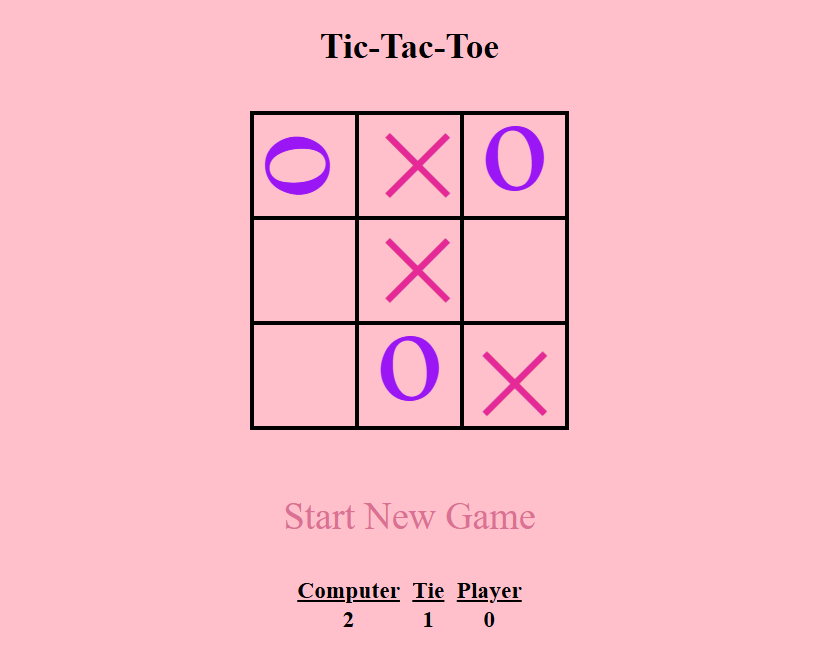 Tic-Tac-Toe
O X O
X
O X
Start New Game
Computer Tie Player
2 1 0